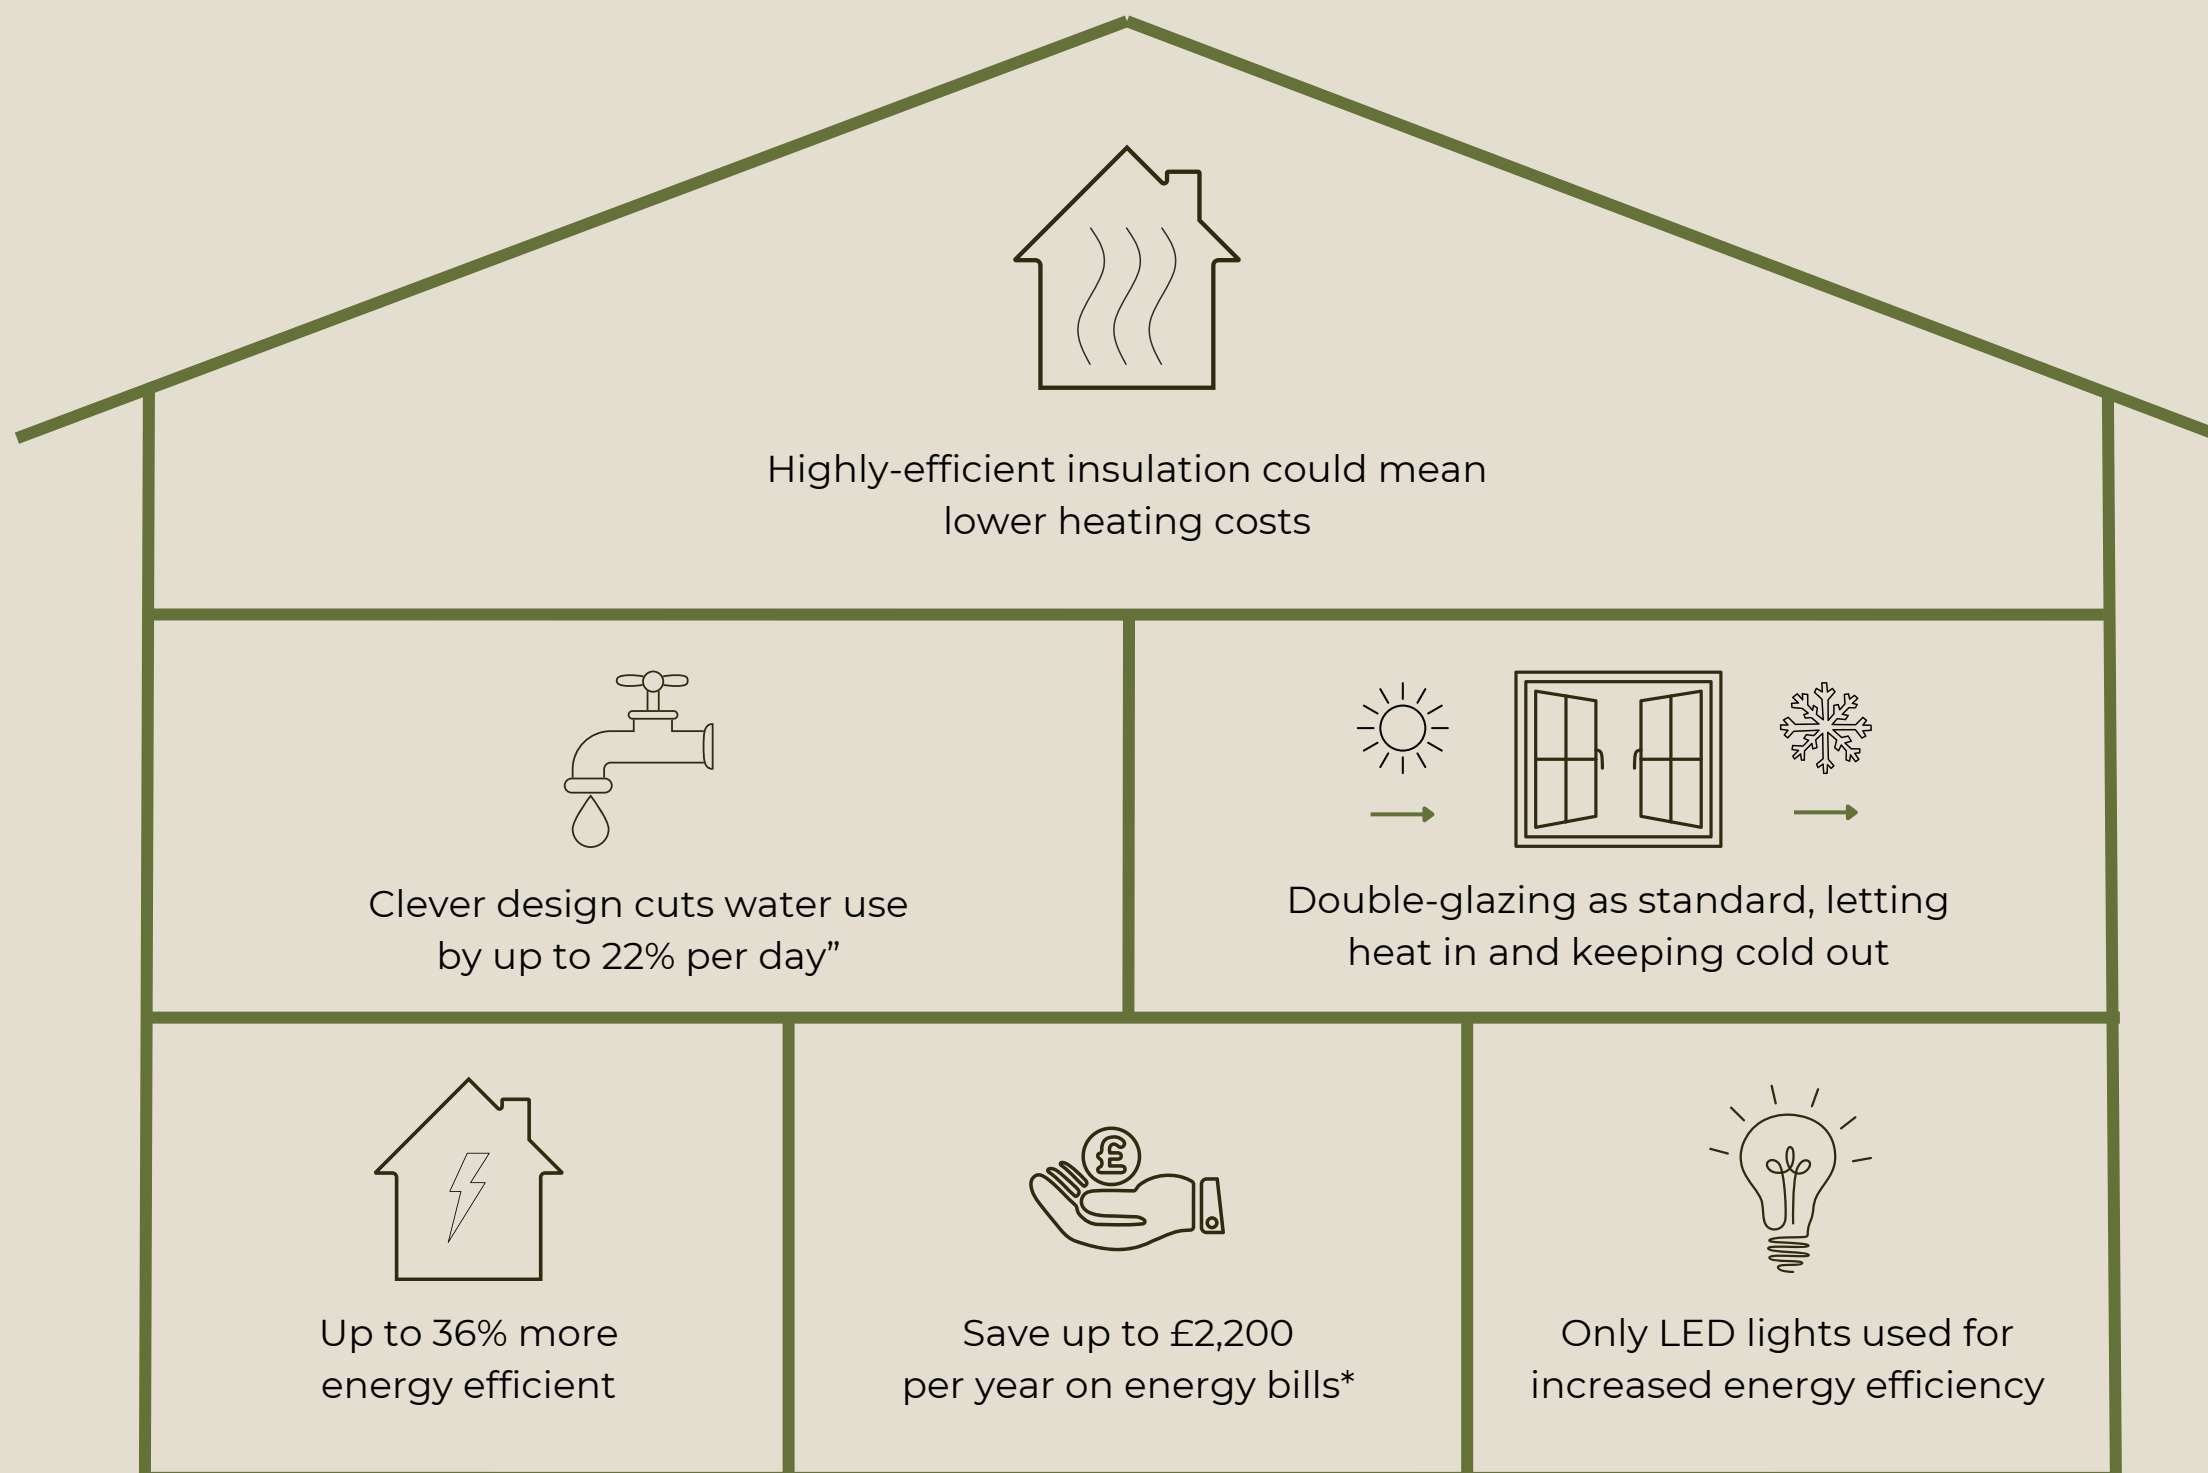 Highly-efficient insulation could mean
lower heating costs
Clever design cuts water use
by up to 22% per day”
Double-glazing as standard, letting
heat in and keeping cold out
Up to 36% more
energy efficient
£
Save up to £2,200
per year on energy bills*
Only LED lights used for
increased energy efficiency